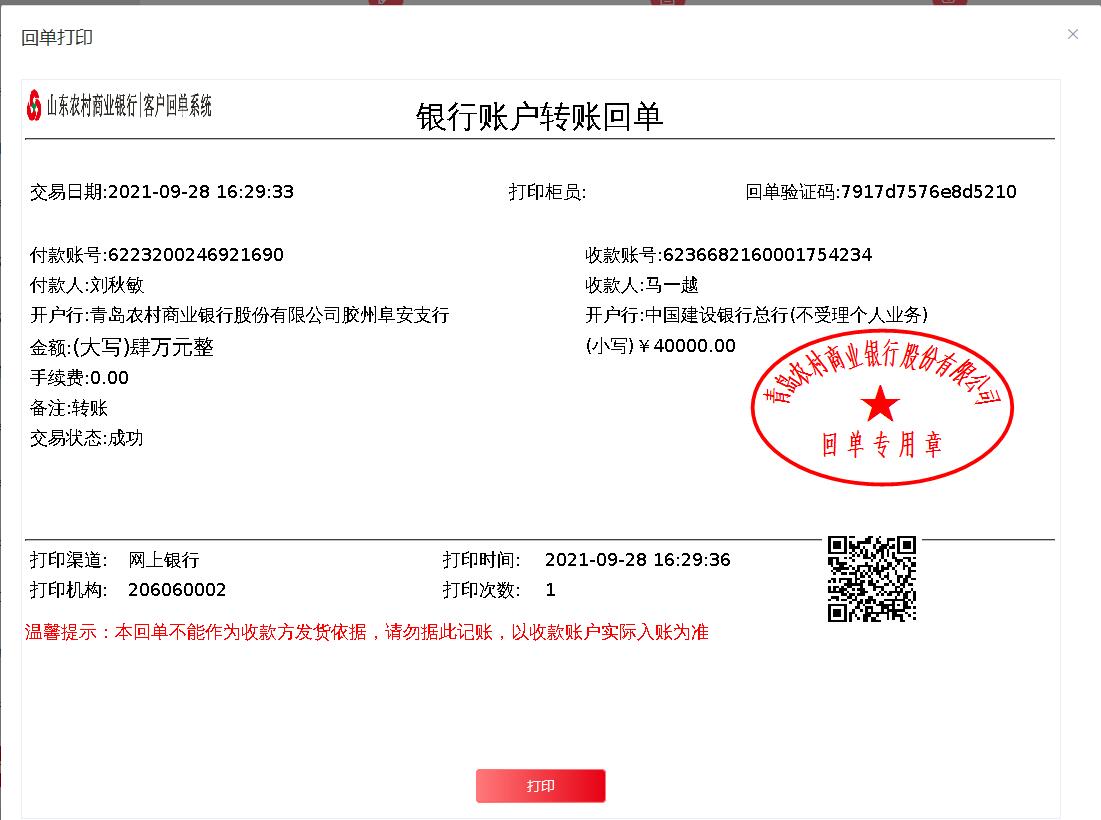 回单打印
山东农村商业银行|客户回单系统
银行账户转账回单
交易日期:2021-09-28 16:29:33 打印柜员: 回单验证码:7917d7576e8d5210
付款账号:6223200246921690 收款账号:6236682160001754234
付款人:刘秋敏 收款人:马一越
开户行:青岛农村商业银行股份有限公司胶州阜安支行 开户行:中国建设银行总行(不受理个人业务)
金额:(大写)肆万元整 (小写)￥40000.00
手续费:0.00
备注:转账
交易状态:成功
青岛农村商业银行股份有限公司
回单专用章
打印渠道: 网上银行 打印时间: 2021-09-28 16:29:36
打印机构: 206060002 打印次数: 1
温馨提示：本回单不能作为收款方发货依据，请勿据此记账，以收款账户实际入账为准
打印